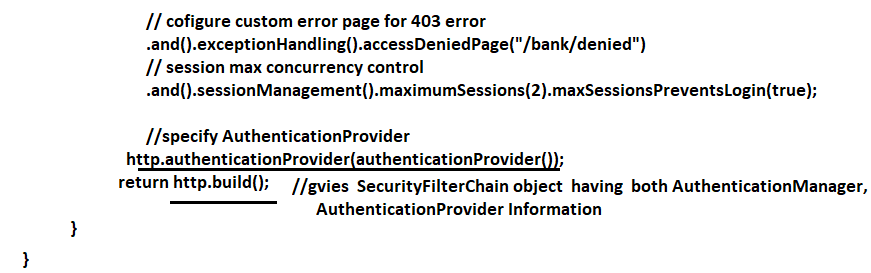 // cofigure custom error page for 403 error
.and().exceptionHandling().accessDeniedPage("/bank/denied")
// session max concurrency control
.and().sessionManagement().maximumSessions(2).maxSessionsPreventsLogin(true);
//specify AuthenticationProvider
http.authenticationProvider(authenticationProvider());
return http.build(); //gvies SecurityFilterChain object having both AuthenticationManager,
AuthenticationProvider Information
}
}